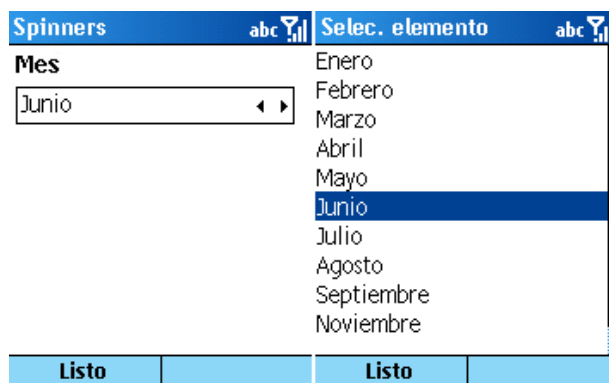 Spinners abc
Mes
Junio
Listo
Selec. elemento abc
Enero
Febrero
Marzo
Abril
Mayo
Junio
Julio
Agosto
Septiembre
Noviembre
Listo